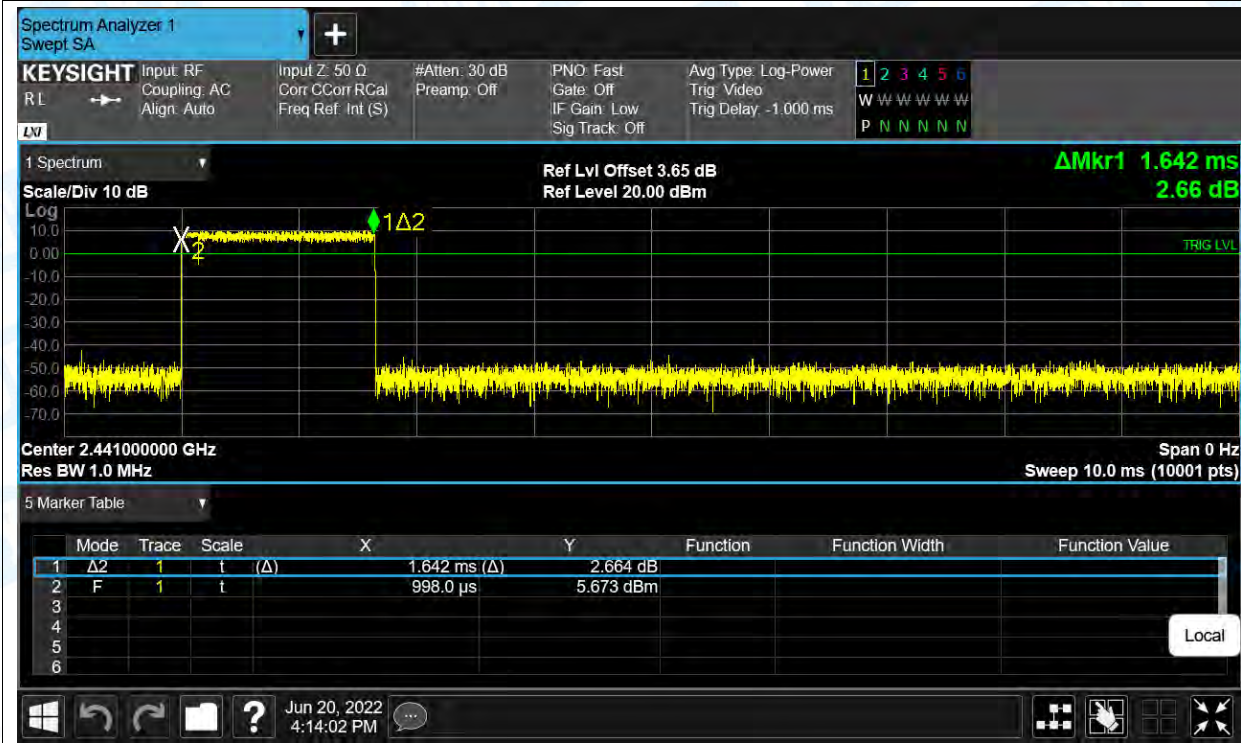 Spectrum Analyzer 1
Swept SA
KEYSIGHT Input: RF Input Z: 50 Ω #Atten: 30 dB PNO: Fast Avg Type: Log-Power 1 2 3 4 5 6
RL Coupling: AC Corr CCorr RCal Preamp: Off Gate: Off Trig: Video W W W W W W
Align: Auto Freq Ref: Int (S) IF Gain: Low Trig Delay: -1.000 ms P N N N N N
LXI Sig Track: Off
1 Spectrum
Scale/Div 10 dB
Ref Lvl Offset 3.65 dB
Ref Level 20.00 dBm
ΔMkr1 1.642 ms
2.66 dB
Log
1Δ2
2
TRIG LVL
10.0
0.00
-10.0
-20.0
-30.0
-40.0
-50.0
-60.0
-70.0
Center 2.441000000 GHz Span 0 Hz
Res BW 1.0 MHz Sweep 10.0 ms (10001 pts)
5 Marker Table
Mode Trace Scale X Y Function Function Width Function Value
1 Δ2 1 t (Δ) 1.642 ms (Δ) 2.664 dB
2 F 1 t 998.0 µs 5.673 dBm
3
4
5
6
Local
? Jun 20, 2022
4:14:02 PM